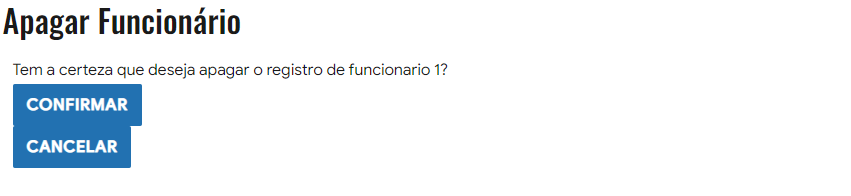 Apagar Funcionário
Tem a certeza que deseja apagar o registro de funcionario 1?
CONFIRMAR
CANCELAR